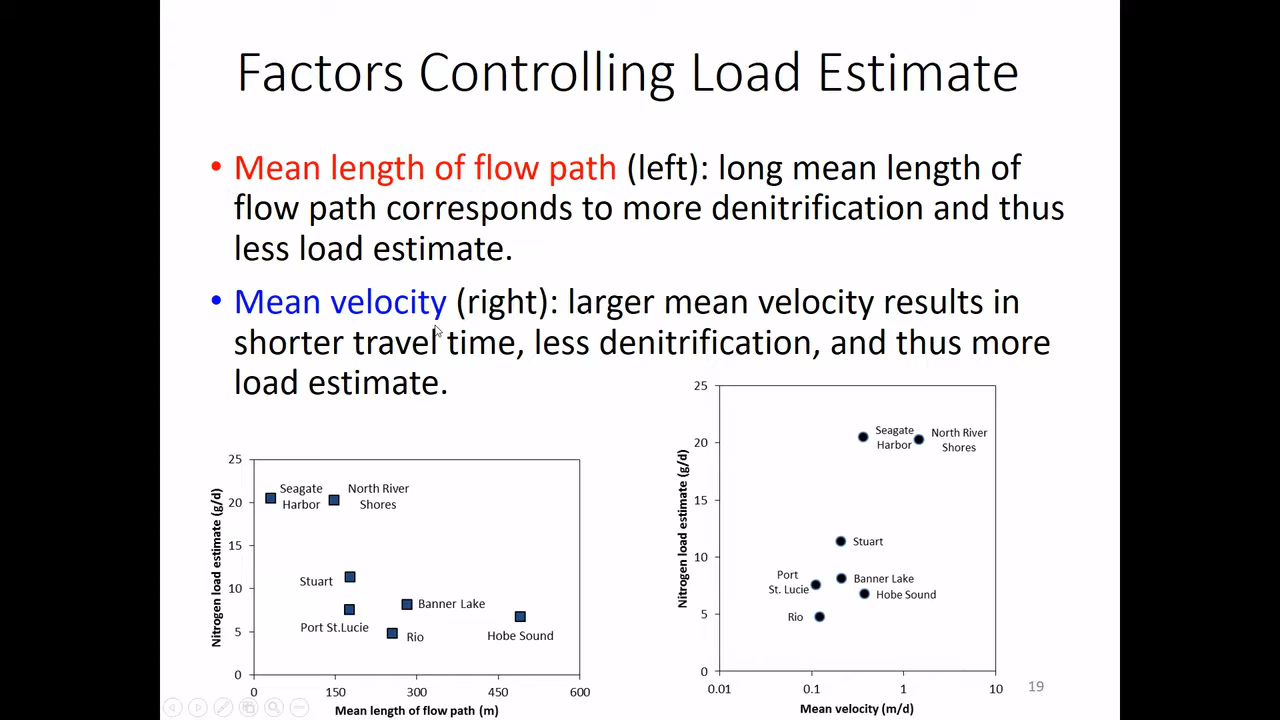 Factors Controlling Load Estimate
• Mean length of flow path (left): long mean length of
flow path corresponds to more denitrification and thus
less load estimate.
• Mean velocity (right): larger mean velocity results in
shorter travel time, less denitrification, and thus more
load estimate.
Nitrogen load estimate (g/d)
25
20
15
10
5
0
Seagate
Harbor
North River
Shores
Stuart
Port St.Lucie
Banner Lake
Rio
Hobe Sound
0 150 300 450 600
Mean length of flow path (m)
Nitrogen load estimate (g/d)
25
20
15
10
5
0
Seagate
Harbor
North River
Shores
Stuart
Port
St. Lucie
Banner Lake
Hobe Sound
Rio
0.01 0.1 1 10
Mean velocity (m/d)
19